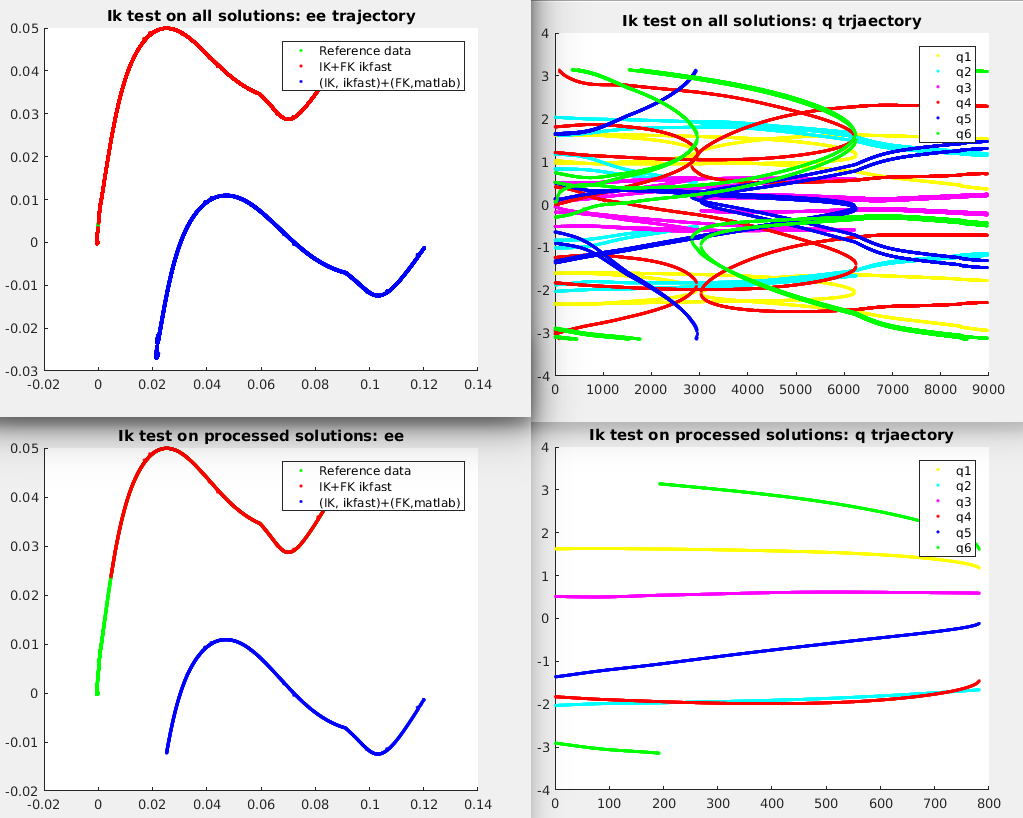 Ik test on all solutions: ee trajectory
0.05
0.04
0.03
0.02
0.01
0
-0.01
-0.02
-0.03
-0.02 0 0.02 0.04 0.06 0.08 0.1 0.12 0.14
Reference data
IK+FK ikfast
(IK, ikfast)+(FK,matlab)
Ik test on all solutions: q trjaectory
4
3
2
1
0
-1
-2
-3
-4
0 1000 2000 3000 4000 5000 6000 7000 8000 9000
q1
q2
q3
q4
q5
q6
Ik test on processed solutions: ee
0.05
0.04
0.03
0.02
0.01
0
-0.01
-0.02
-0.02 0 0.02 0.04 0.06 0.08 0.1 0.12 0.14
Reference data
IK+FK ikfast
(IK, ikfast)+(FK,matlab)
Ik test on processed solutions: q trjaectory
4
3
2
1
0
-1
-2
-3
-4
0 100 200 300 400 500 600 700 800
q1
q2
q3
q4
q5
q6